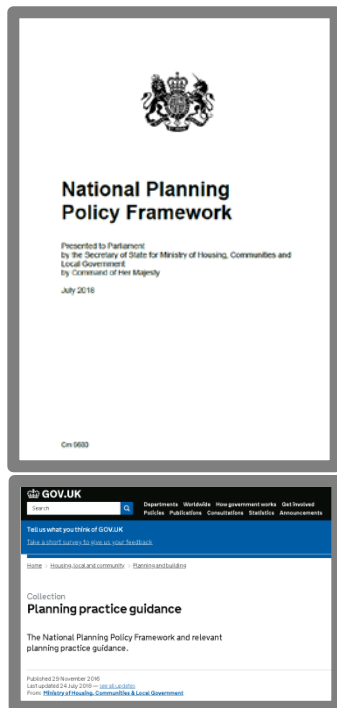 National Planning
Policy Framework
Presented to Parliament
by the Secretary of State for Ministry of Housing, Communities and
Local Government
by Command of Her Majesty
July 2018
Cm 9680
GOV.UK
Search
Departments Worldwide How government works Get involved
Policies Publications Consultations Statistics Announcements
Tell us what you think of GOV.UK
Take a short survey to give us your feedback
Home > Housing, local and community > Planning and building
Collection
Planning practice guidance
The National Planning Policy Framework and relevant
planning practice guidance.
Published 29 November 2016
Last updated 24 July 2018 — see all updates
From: Ministry of Housing, Communities & Local Government